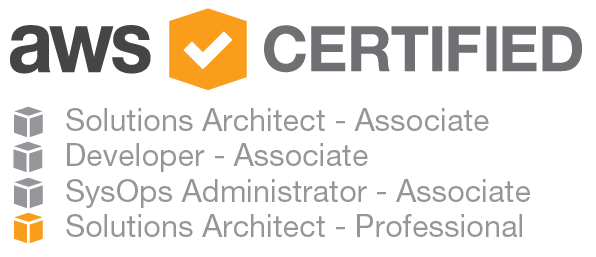 aws CERTIFIED
Solutions Architect - Associate
Developer - Associate
SysOps Administrator - Associate
Solutions Architect - Professional